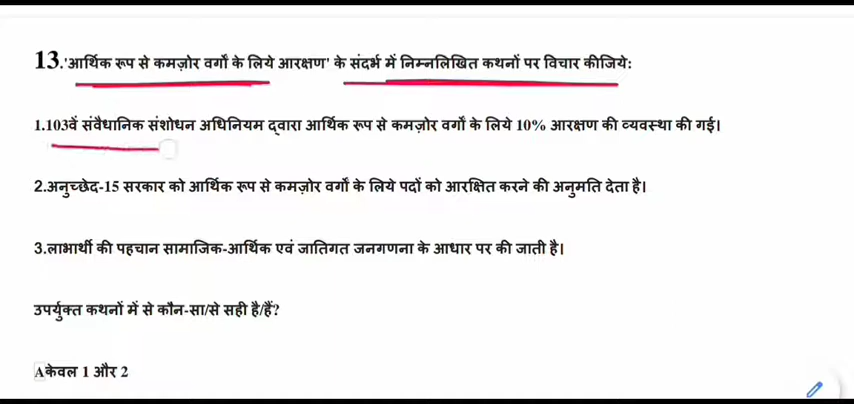 13.'आर्थिक रूप से कमज़ोर वर्गों के लिये आरक्षण' के संदर्भ में निम्नलिखित कथनों पर विचार कीजिये:
1.103वें संवैधानिक संशोधन अधिनियम द्वारा आर्थिक रूप से कमज़ोर वर्गों के लिये 10% आरक्षण की व्यवस्था की गई।
2.अनुच्छेद-15 सरकार को आर्थिक रूप से कमज़ोर वर्गों के लिये पदों को आरक्षित करने की अनुमति देता है।
3.लाभार्थी की पहचान सामाजिक-आर्थिक एवं जातिगत जनगणना के आधार पर की जाती है।
उपर्युक्त कथनों में से कौन-सा/से सही है/हैं?
Aकेवल 1 और 2